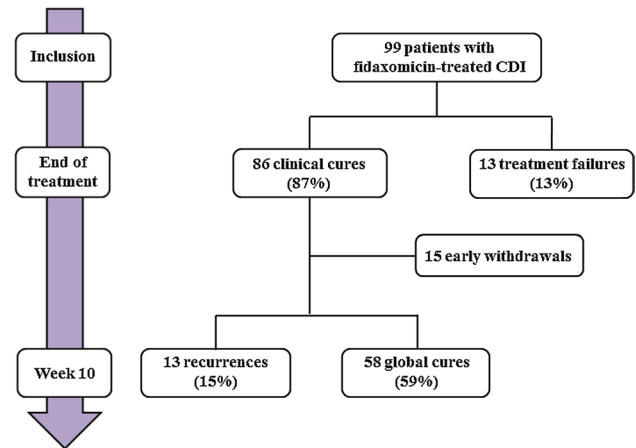 Inclusion
99 patients with
fidaxomicin-treated CDI
End of
treatment
86 clinical cures
(87%)
13 treatment failures
(13%)
15 early withdrawals
Week 10
13 recurrences
(15%)
58 global cures
(59%)